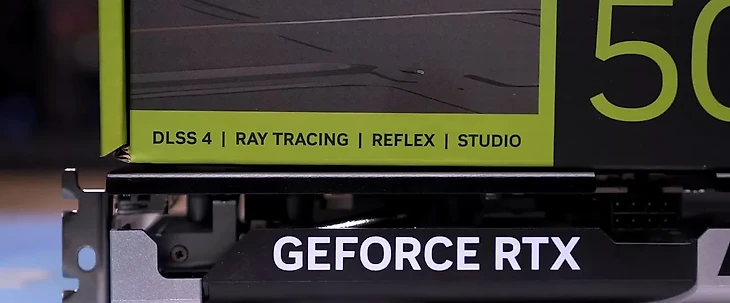 50
DLSS 4 | RAY TRACING | REFLEX | STUDIO
GEFORCE RTX